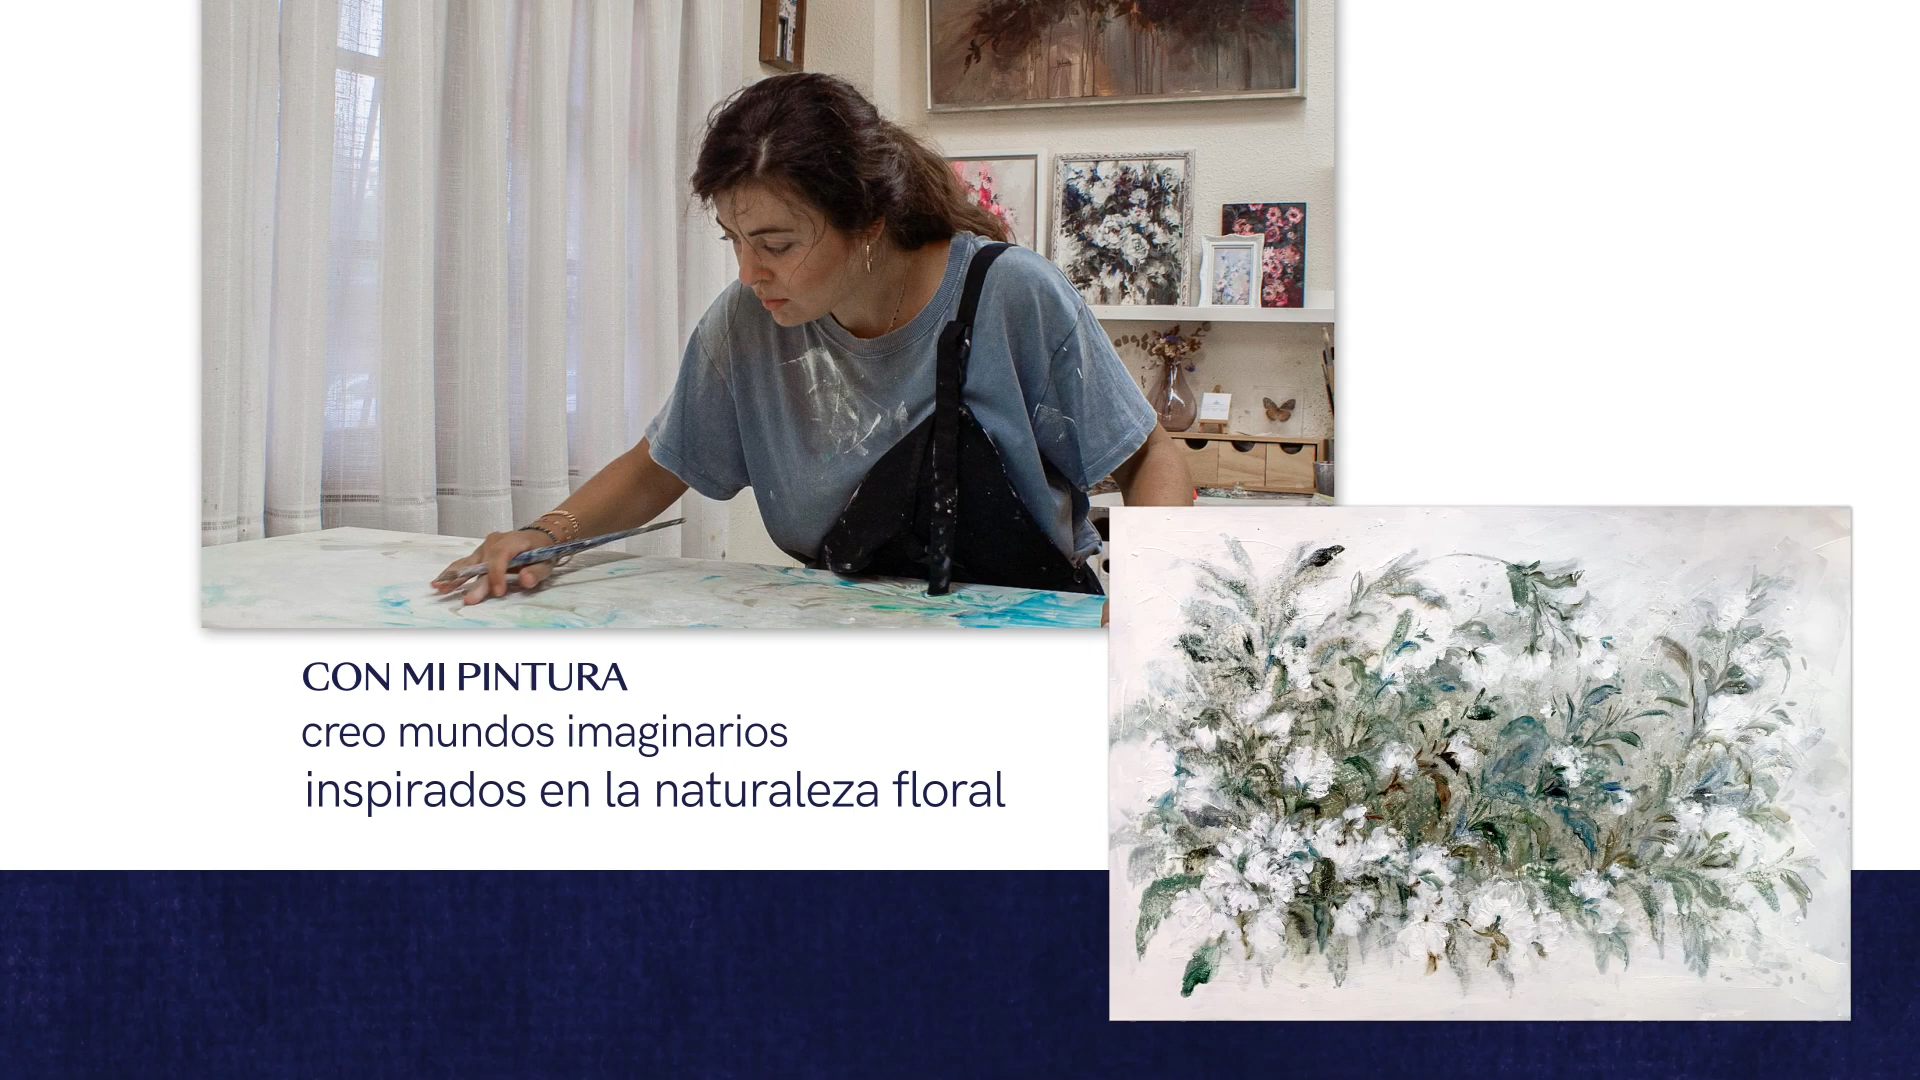 CON MI PINTURA
creo mundos imaginarios
inspirados en la naturaleza floral